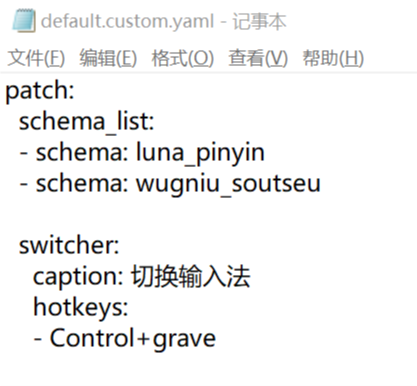 default.custom.yaml - 记事本
文件(F) 编辑(E) 格式(O) 查看(V) 帮助(H)
patch:
  schema_list:
  - schema: luna_pinyin
  - schema: wugniu_soutseu

  switcher:
    caption: 切换输入法
    hotkeys:
    - Control+grave